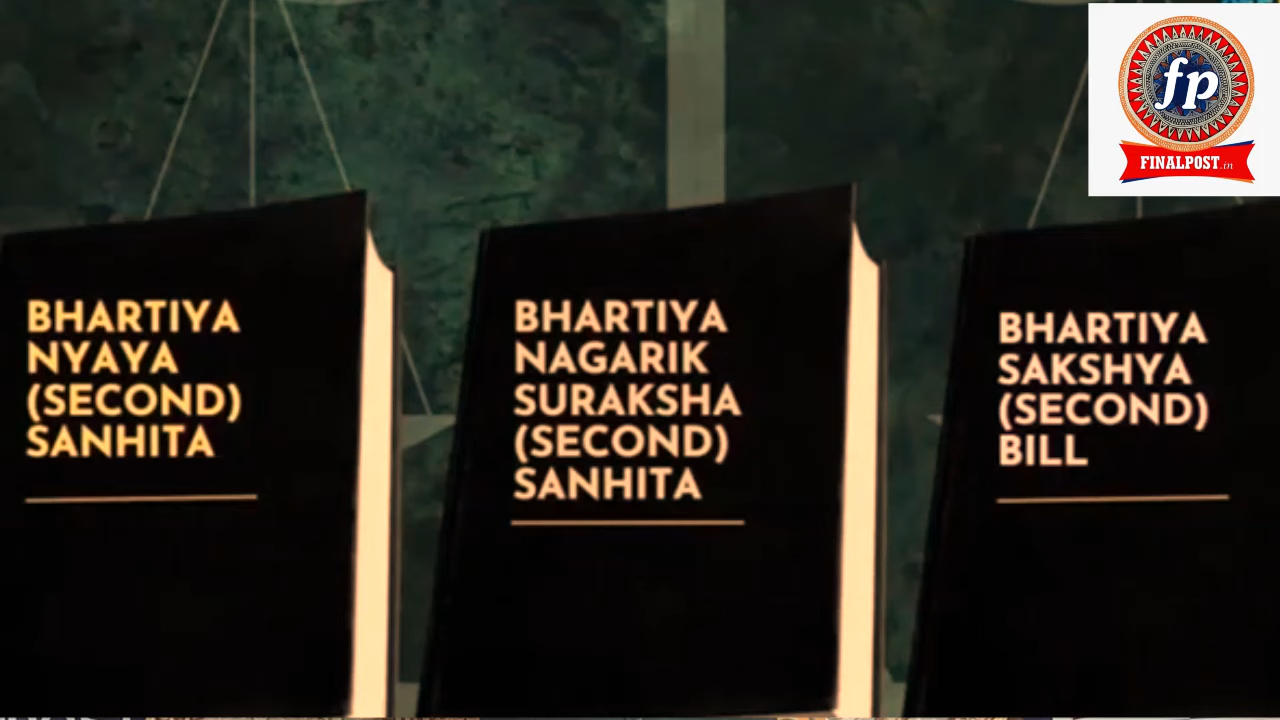 fp
FINALPOST.in
BHARTIYA
NYAYA
(SECOND)
SANHITA
BHARTIYA
NAGARIK
SURAKSHA
(SECOND)
SANHITA
BHARTIYA
SAKSHYA
(SECOND)
BILL